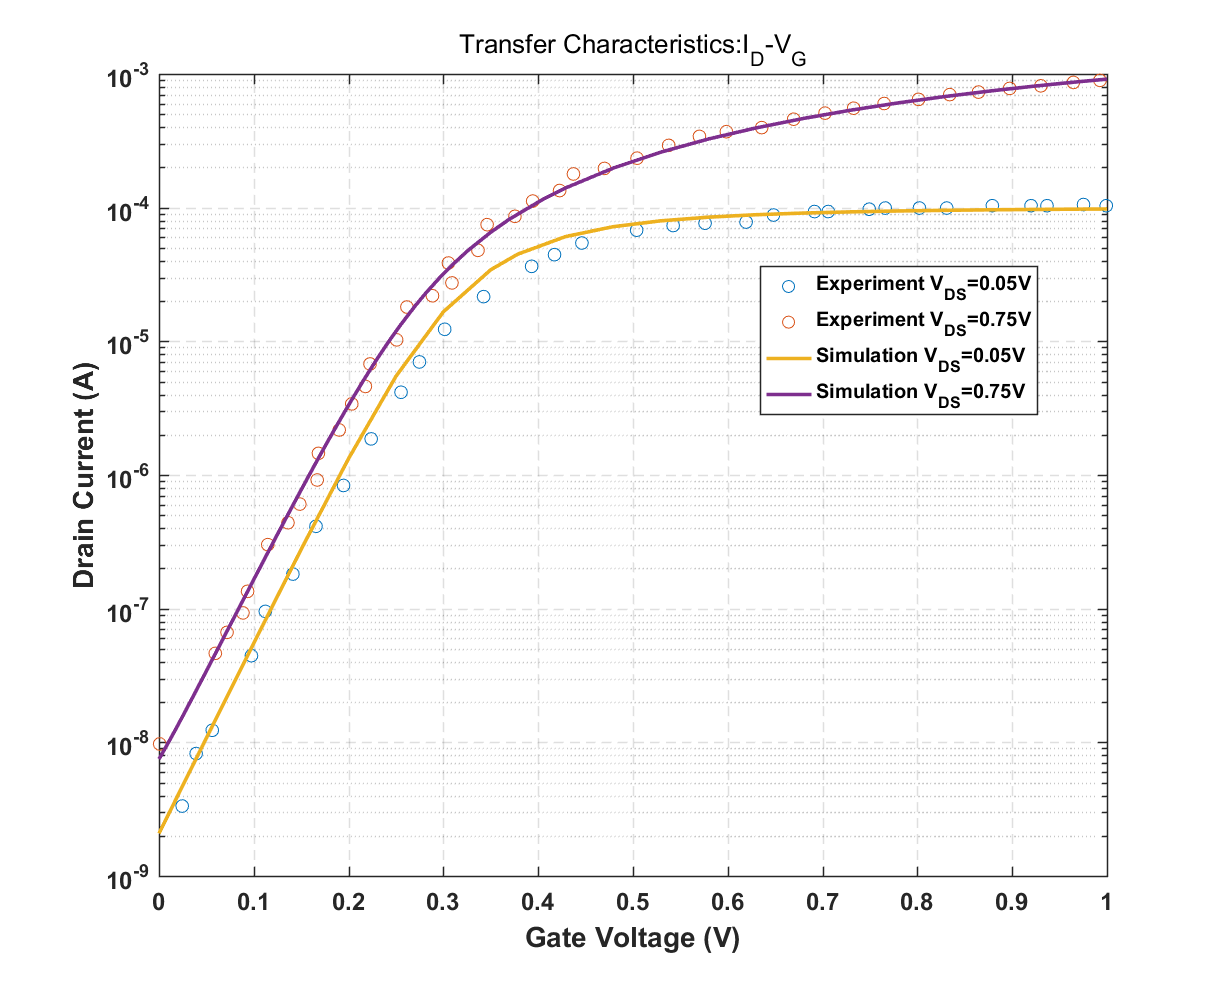 Transfer Characteristics:I_D-V_G
10^-3
10^-4
10^-5
10^-6
10^-7
10^-8
10^-9
Drain Current (A)
Experiment V_DS=0.05V
Experiment V_DS=0.75V
Simulation V_DS=0.05V
Simulation V_DS=0.75V
0 0.1 0.2 0.3 0.4 0.5 0.6 0.7 0.8 0.9 1
Gate Voltage (V)